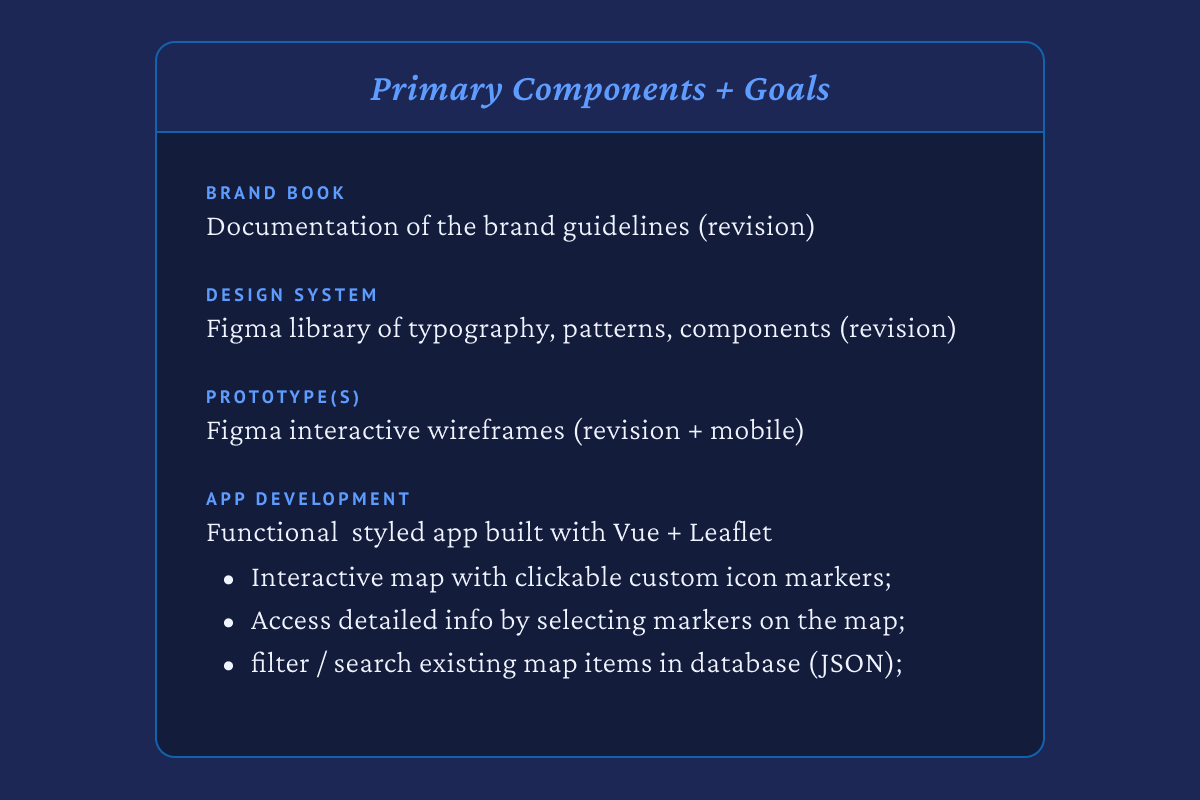 Primary Components + Goals
BRAND BOOK
Documentation of the brand guidelines (revision)
DESIGN SYSTEM
Figma library of typography, patterns, components (revision)
PROTOTYPE(S)
Figma interactive wireframes (revision + mobile)
APP DEVELOPMENT
Functional  styled app built with Vue + Leaflet
• Interactive map with clickable custom icon markers;
• Access detailed info by selecting markers on the map;
• filter / search existing map items in database (JSON);